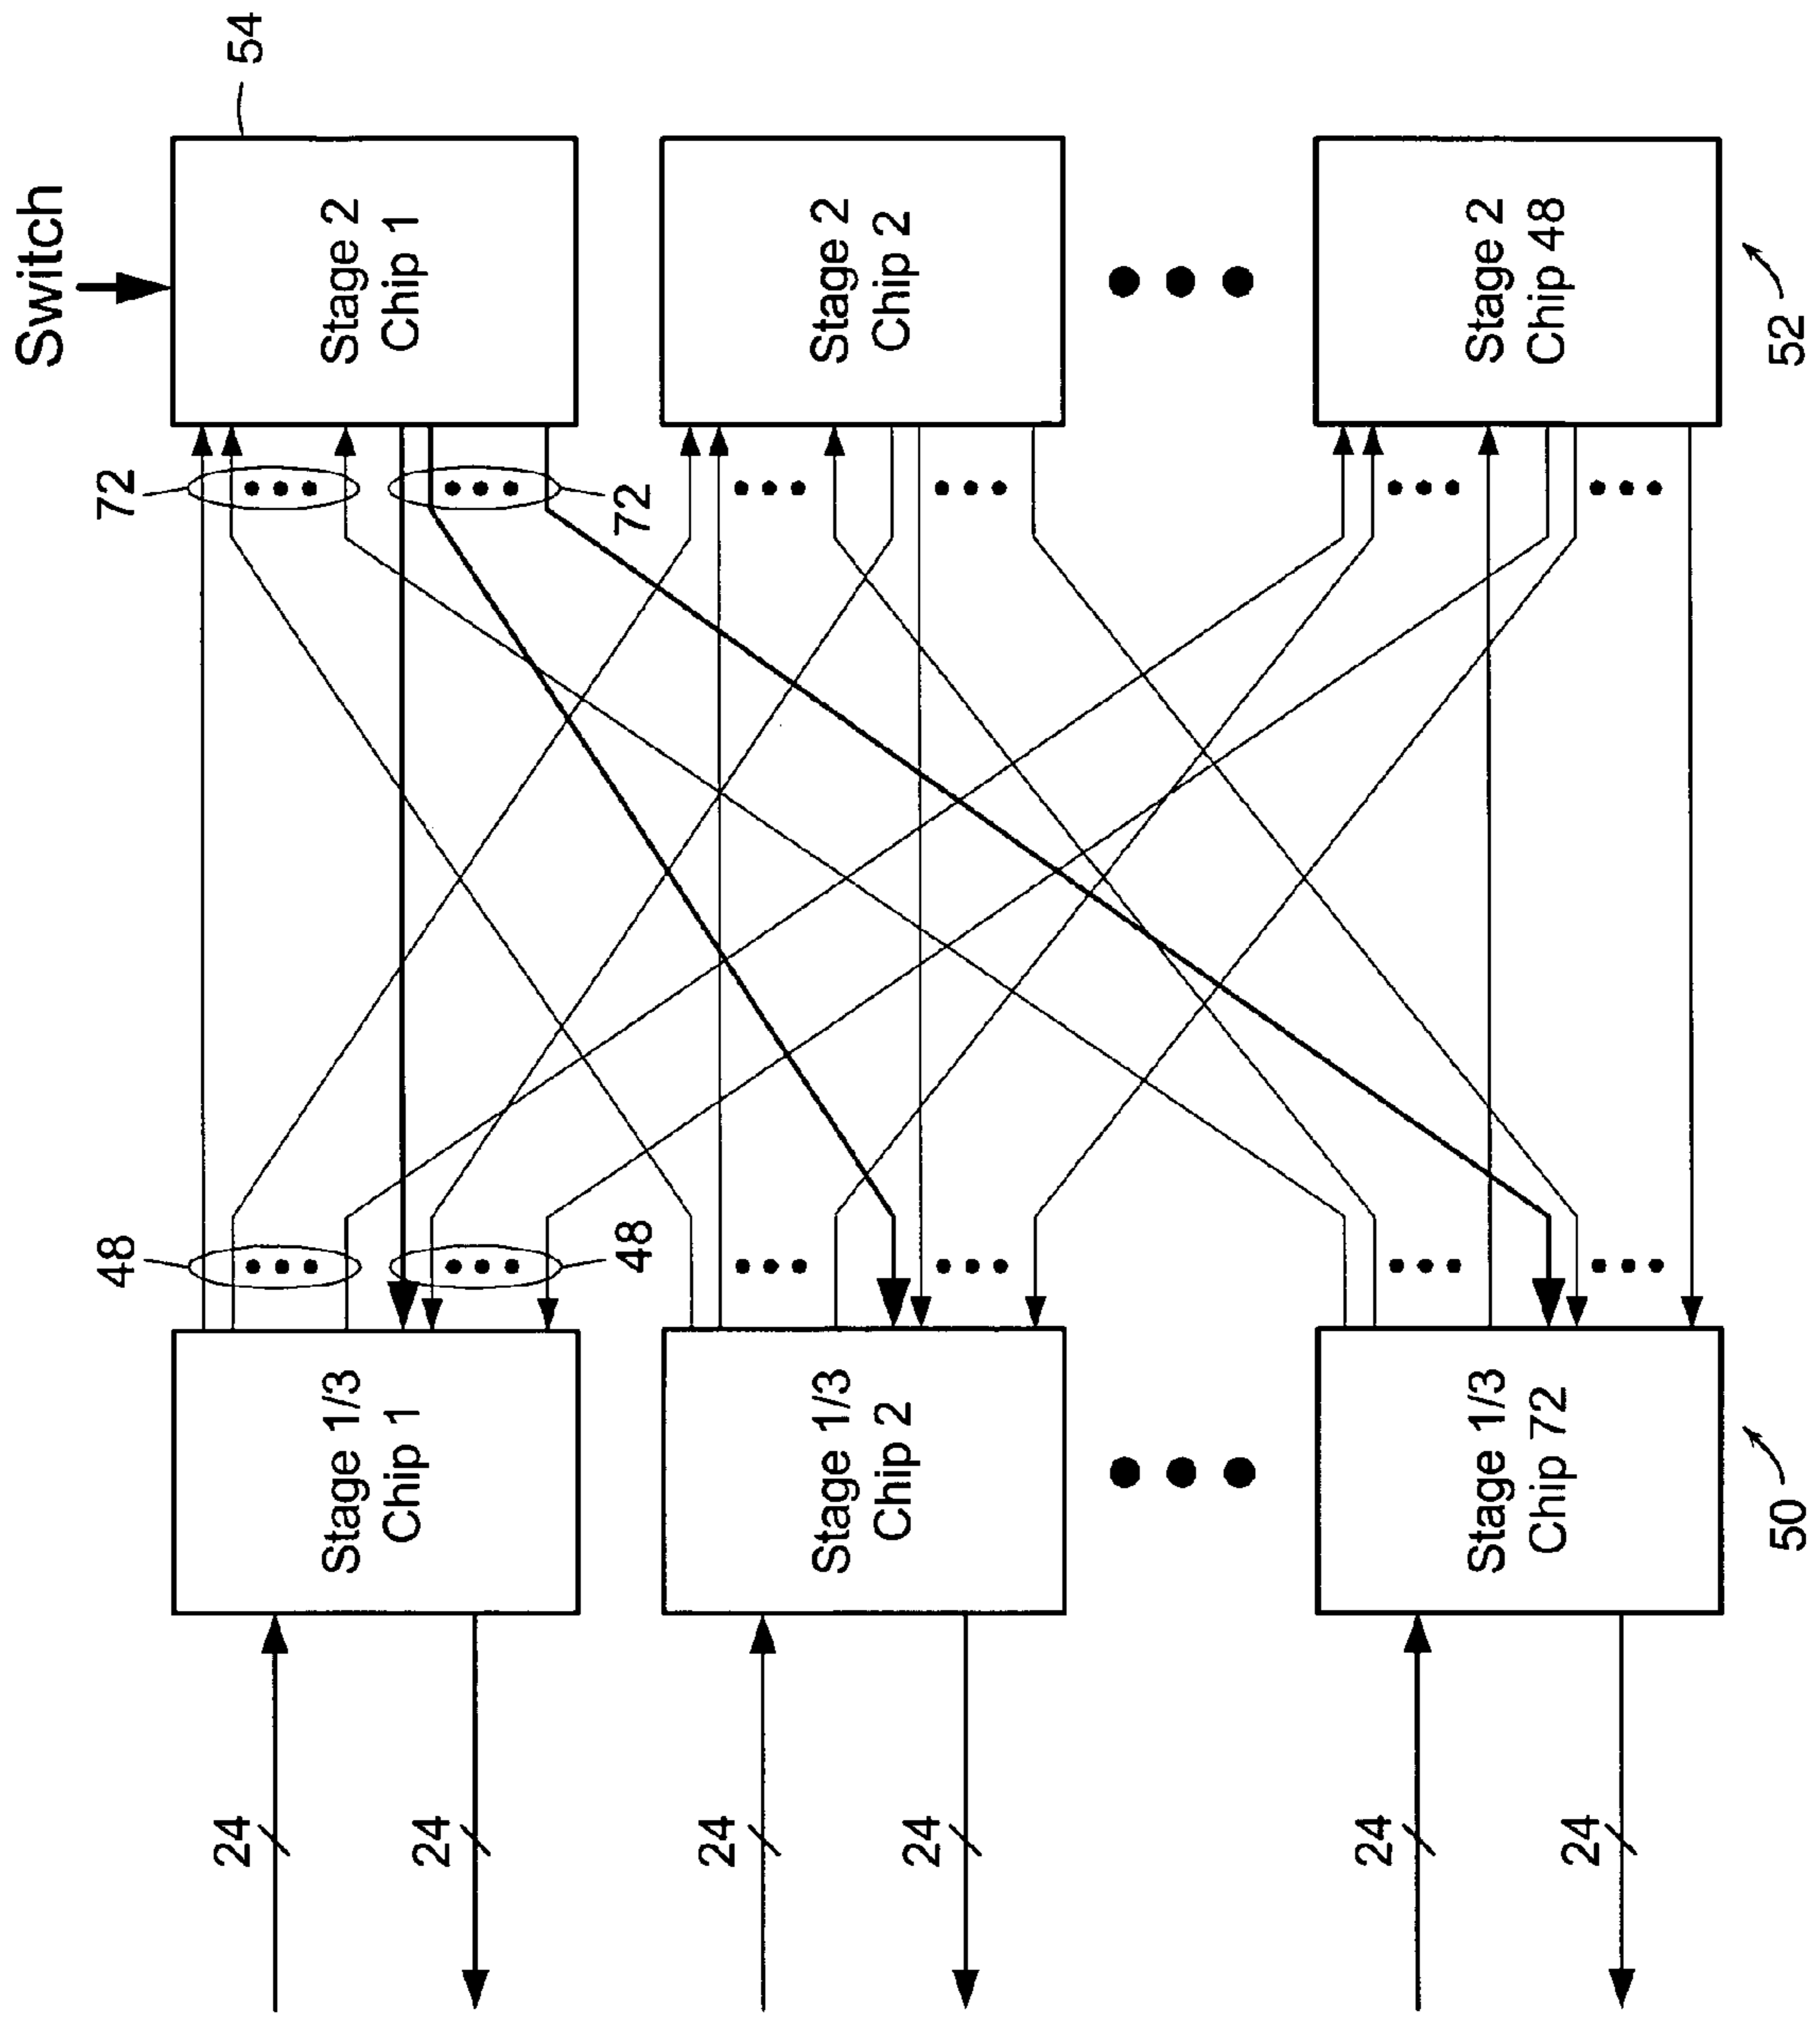 Switch
54
Stage 2
Chip 1
Stage 2
Chip 2
Stage 2
Chip 48
52
72
72
48
48
Stage 1/3
Chip 1
Stage 1/3
Chip 2
Stage 1/3
Chip 72
50
24
24
24
24
24
24